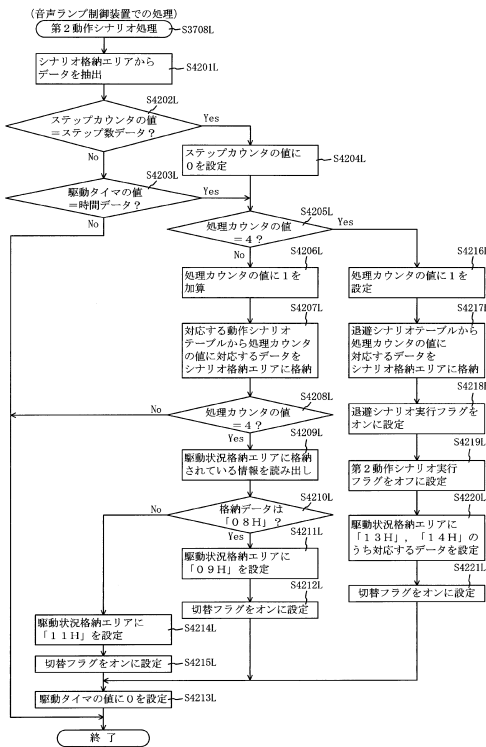 (音声ランプ制御装置での処理)
第2動作シナリオ処理
S3708L
シナリオ格納エリアから
データを抽出
S4201L
S4202L
ステップカウンタの値
=ステップ数データ?
Yes
No
ステップカウンタの値に
0を設定
S4204L
S4203L
駆動タイマの値
=時間データ?
Yes
No
S4205L
処理カウンタの値
=4?
Yes
No
S4206L
処理カウンタの値に1を
加算
S4207L
対応する動作シナリオ
テーブルから処理カウンタ
の値に対応するデータを
シナリオ格納エリアに格納
S4208L
処理カウンタの値
=4?
No
Yes
S4209L
駆動状況格納エリアに格納
されている情報を読み出し
S4210L
格納データは
「08H」?
No
Yes
S4211L
駆動状況格納エリアに
「09H」を設定
S4212L
切替フラグをオンに設定
駆動状況格納エリアに
「11H」を設定
S4214L
切替フラグをオンに設定
S4215L
駆動タイマの値に0を設定
S4213L
終了
S4216L
処理カウンタの値に1を
設定
S4217L
退避シナリオテーブルから
処理カウンタの値に
対応するデータを
シナリオ格納エリアに格納
S4218L
退避シナリオ実行フラグを
オンに設定
S4219L
第2動作シナリオ実行
フラグをオフに設定
S4220L
駆動状況格納エリアに
「13H」,「14H」の
うち対応するデータを設定
S4221L
切替フラグをオンに設定